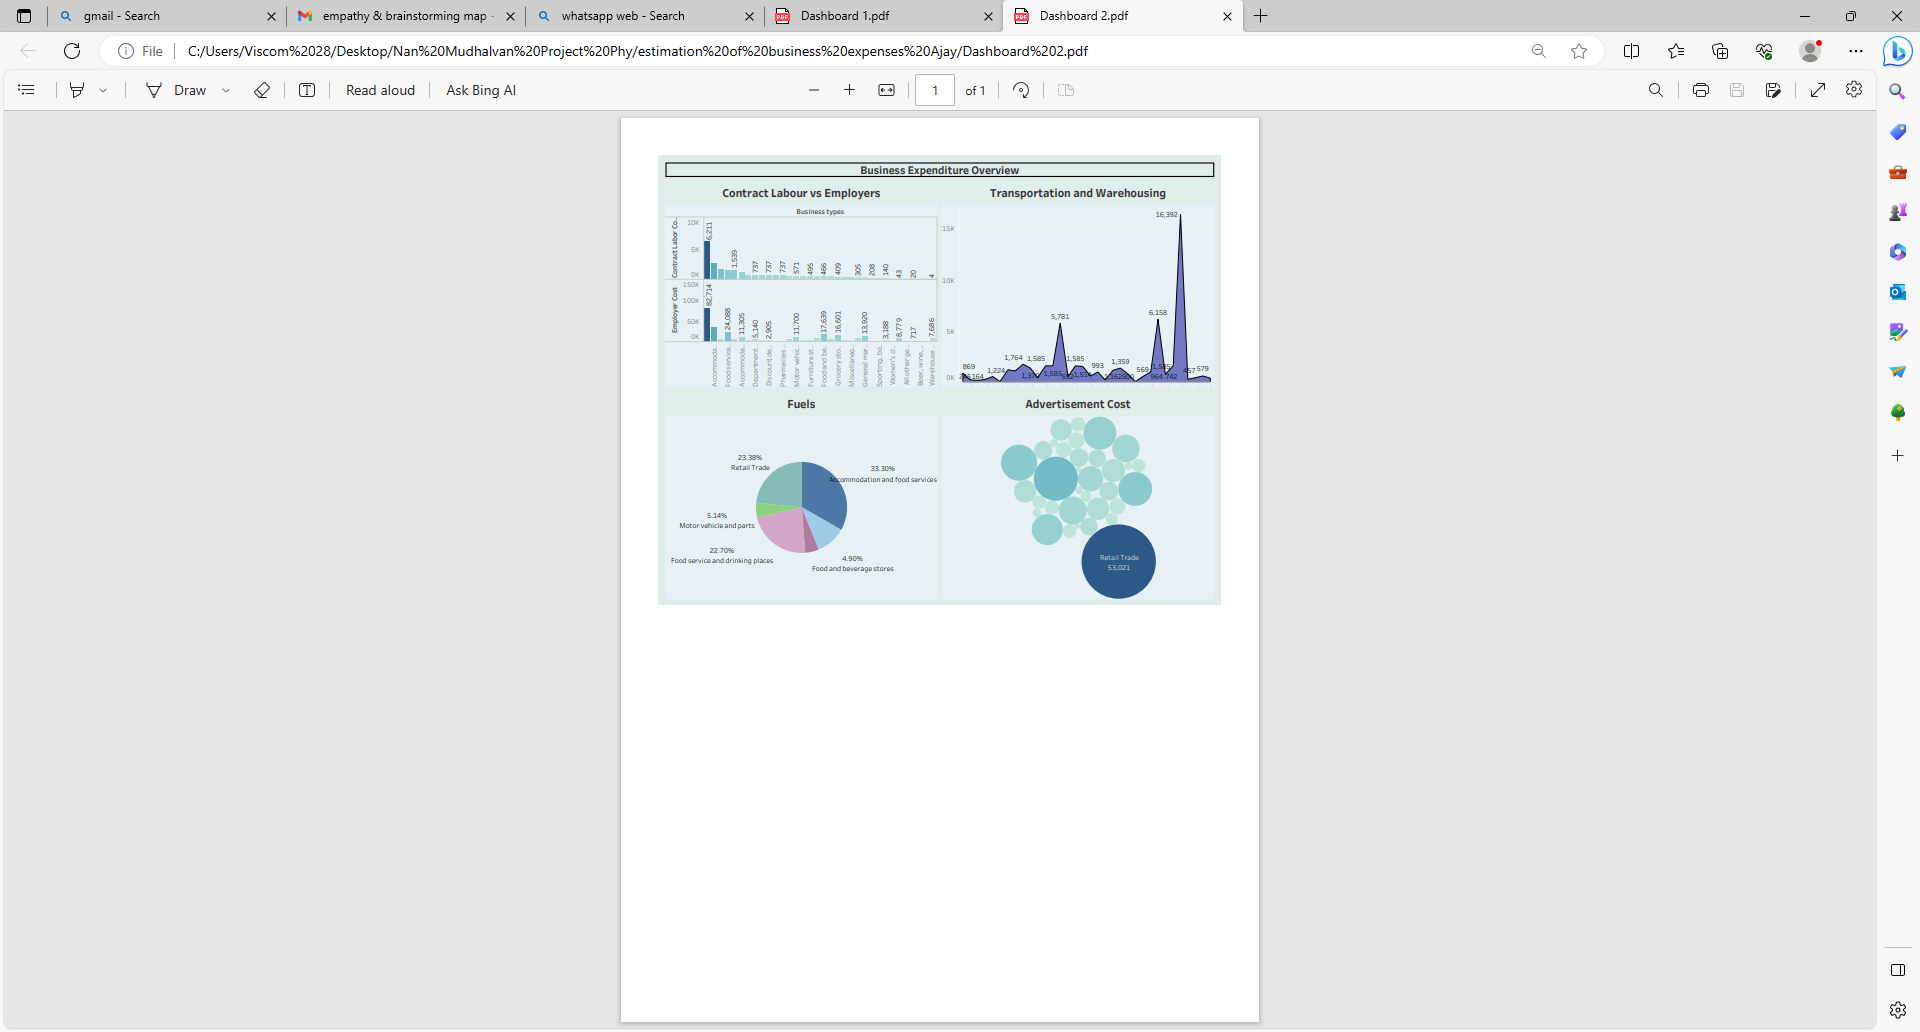 gmail - Search
empathy & brainstorming map -
whatsapp web - Search
Dashboard 1.pdf
Dashboard 2.pdf
File
C:/Users/Viscom%2028/Desktop/Nan%20Mudhalvan%20Project%20Phy/estimation%20of%20business%20expenses%20Ajay/Dashboard%202.pdf
Draw
Read aloud
Ask Bing AI
1
of 1
Business Expenditure Overview
Contract Labour vs Employers
Business types
Contract Labor Co..
10K
5K
0K
6,211
1,539
737
737
737
571
495
466
409
305
208
140
43
20
4
Employer Cost
150K
100K
50K
0K
82,714
24,088
11,305
5,140
2,905
11,700
17,639
16,601
13,920
3,188
8,779
717
7,686
Accommoda..
Food service..
Accommoda..
Department..
Discount de..
Pharmacies ..
Motor vehic..
Furniture st..
Food and be..
Grocery sto..
Miscellaneo..
General mer..
Sporting, bo..
Women's cl..
All other ge..
Beer, wine, ..
Warehouse..
Transportation and Warehousing
15K
10K
5K
0K
16,392
5,781
6,158
869
164
1,224
1,764
1,585
1,585
1,585
993
1,359
569
964
742
457
579
Fuels
23.38%
Retail Trade
33.30%
Accommodation and food services
5.14%
Motor vehicle and parts
22.70%
Food service and drinking places
4.90%
Food and beverage stores
Advertisement Cost
Retail Trade
53,021